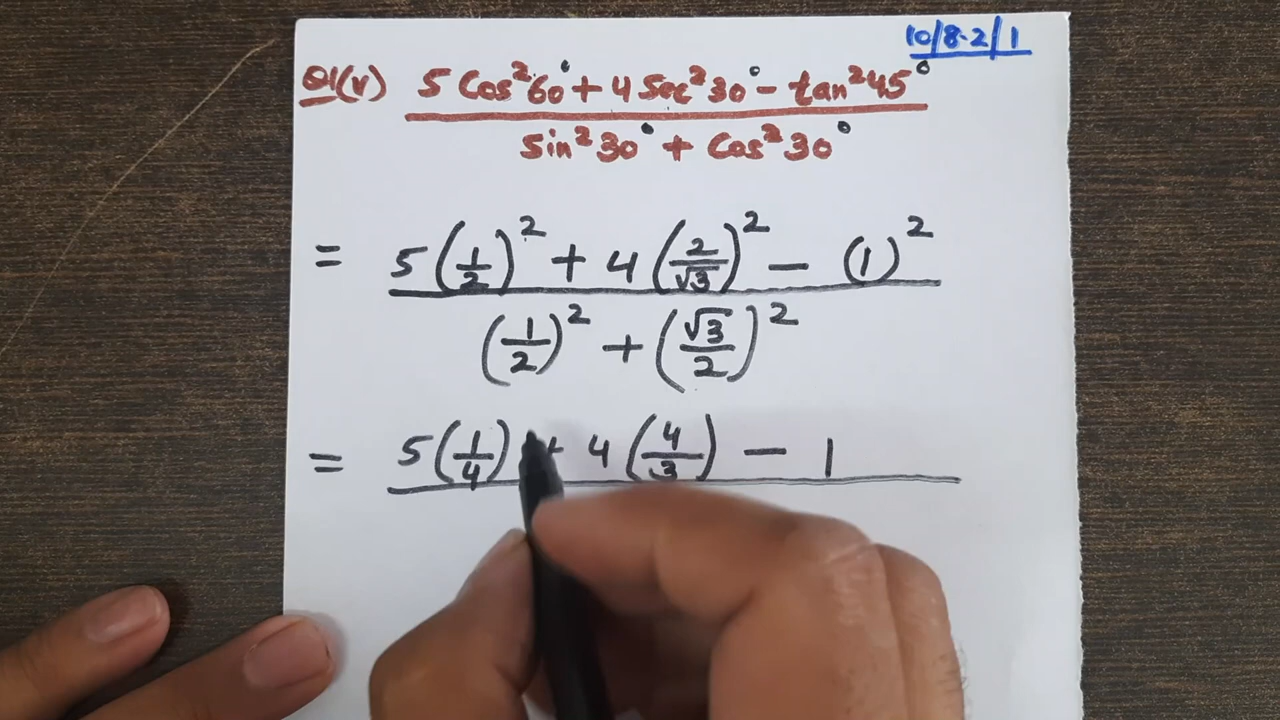 10/8.2/1
Q1(v) 5 Cos²60° + 4 Sec²30° - tan²45°
Sin²30° + Cos²30°
= 5(1/2)² + 4(2/√3)² - (1)²
(1/2)² + (√3/2)²
= 5(1/4) + 4(4/3) - 1